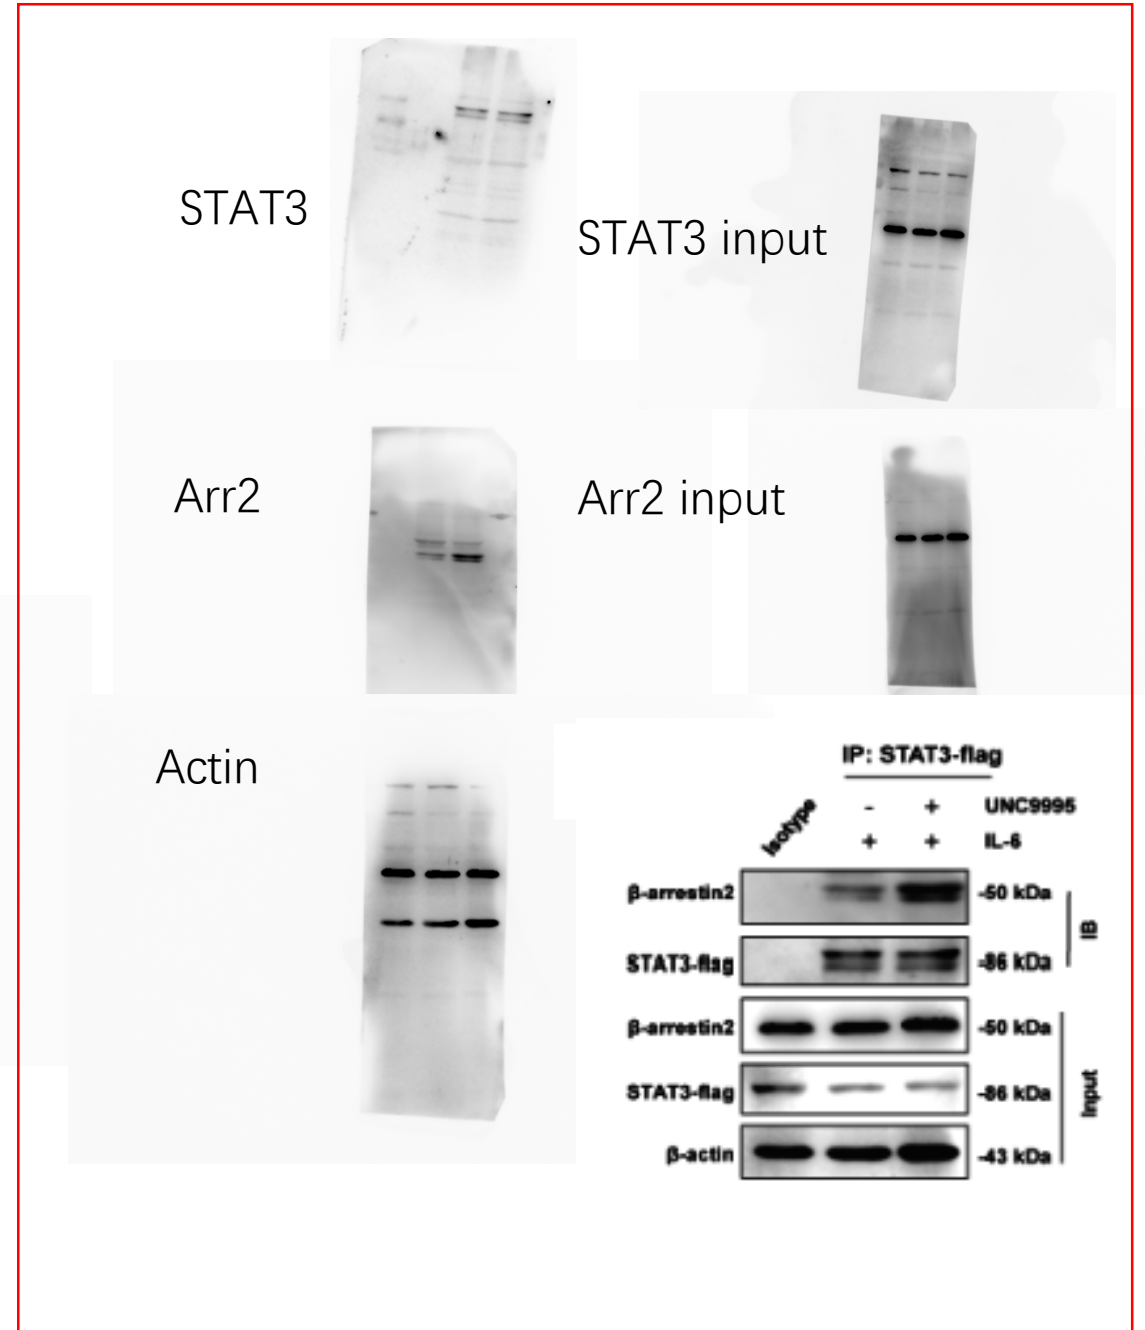 STAT3
STAT3 input
Arr2
Arr2 input
Actin
IP: STAT3-flag
Isotype
- + UNC9995
+ + IL-6
β-arrestin2 -50 kDa
STAT3-flag -86 kDa
IB
β-arrestin2 -50 kDa
STAT3-flag -86 kDa
β-actin -43 kDa
Input